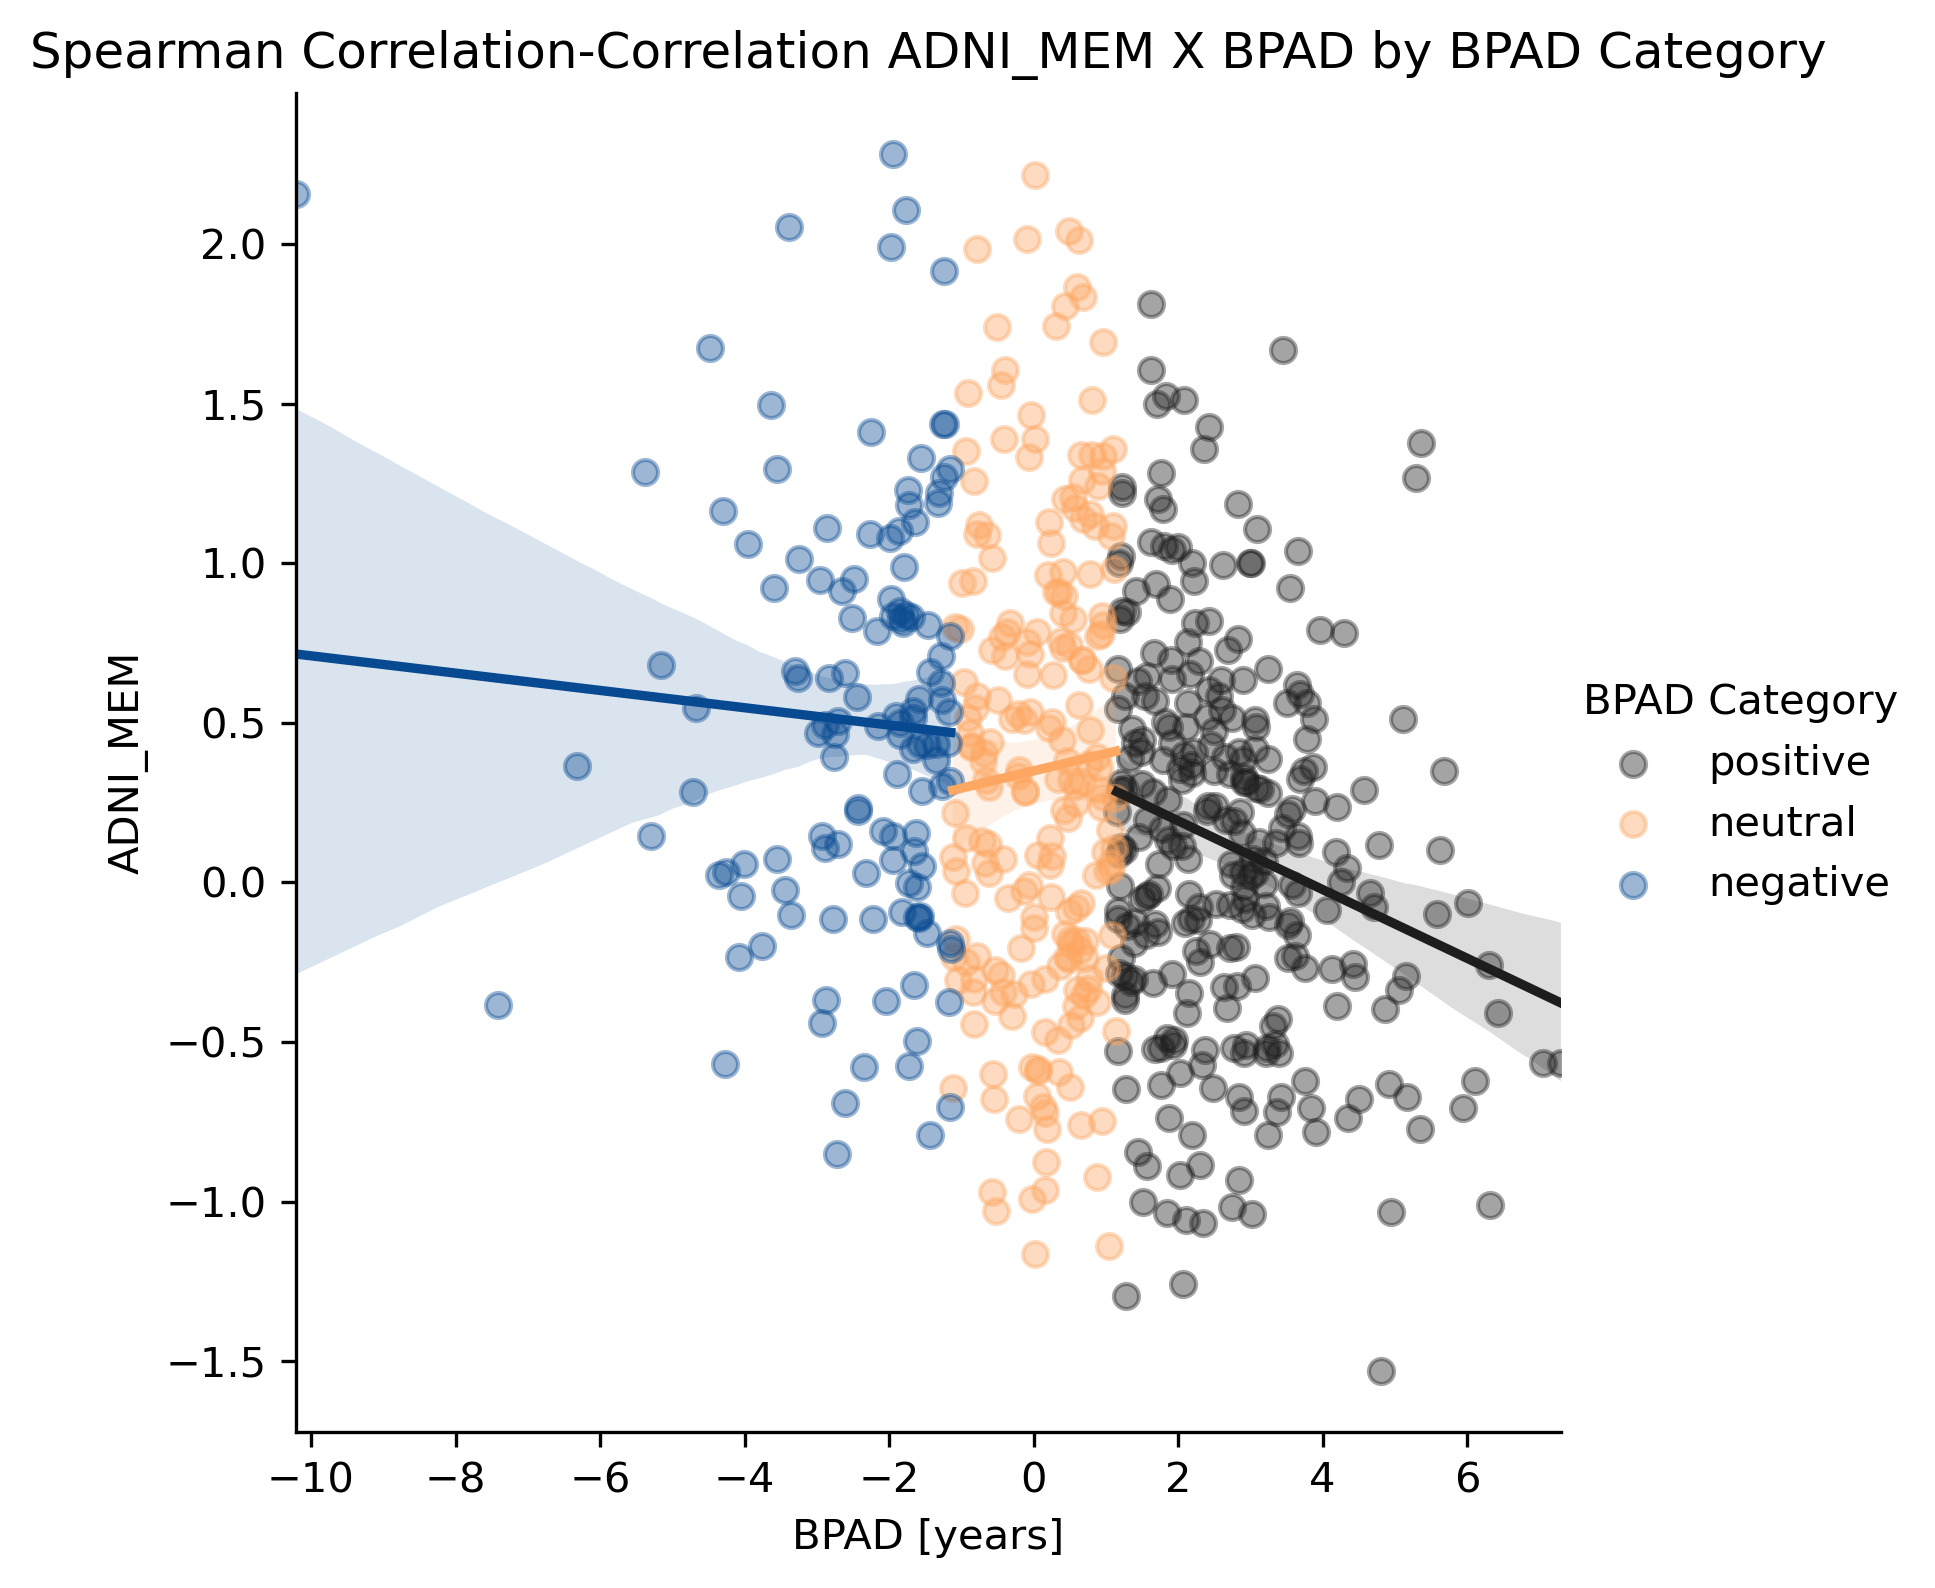 Spearman Correlation-Correlation ADNI_MEM X BPAD by BPAD Category
2.0
1.5
1.0
0.5
0.0
−0.5
−1.0
−1.5
ADNI_MEM
−10 −8 −6 −4 −2 0 2 4 6
BPAD [years]
BPAD Category
positive
neutral
negative